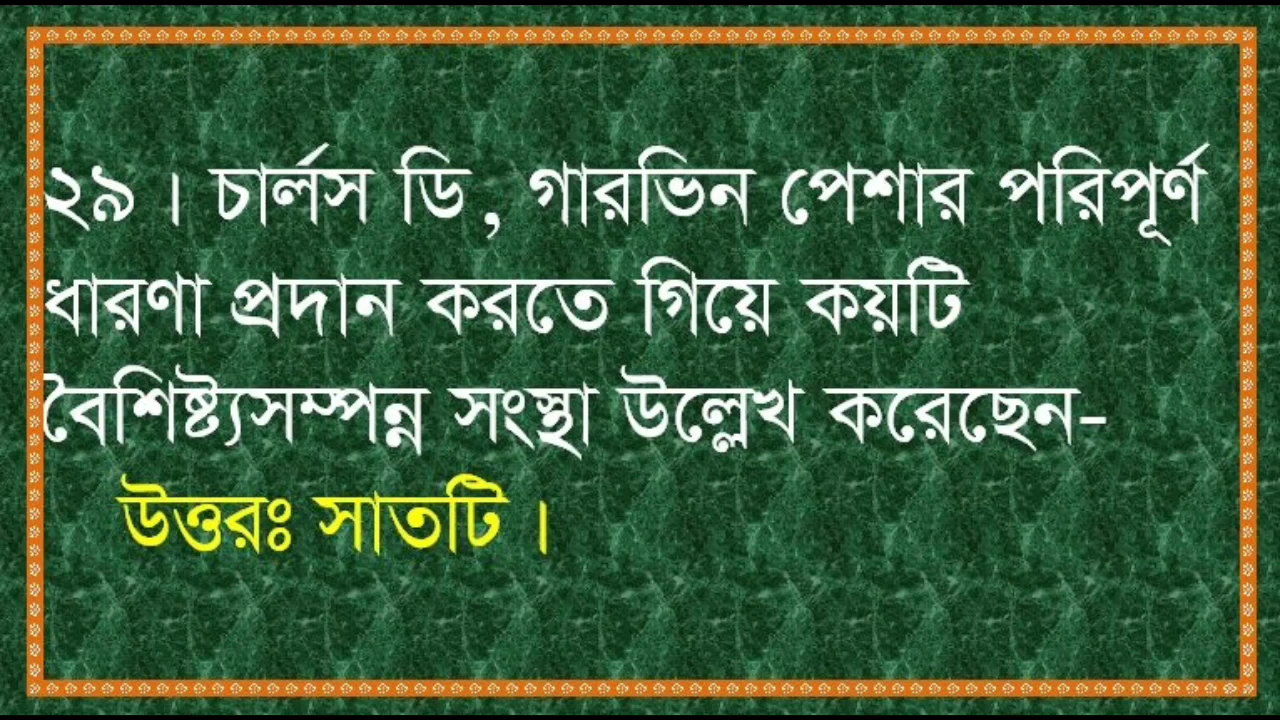 ২৯ । চার্লস ডি, গারভিন পেশার পরিপূর্ণ
ধারণা প্রদান করতে গিয়ে কয়টি
বৈশিষ্ট্যসম্পন্ন সংস্থা উল্লেখ করেছেন-
উত্তরঃ সাতটি ।